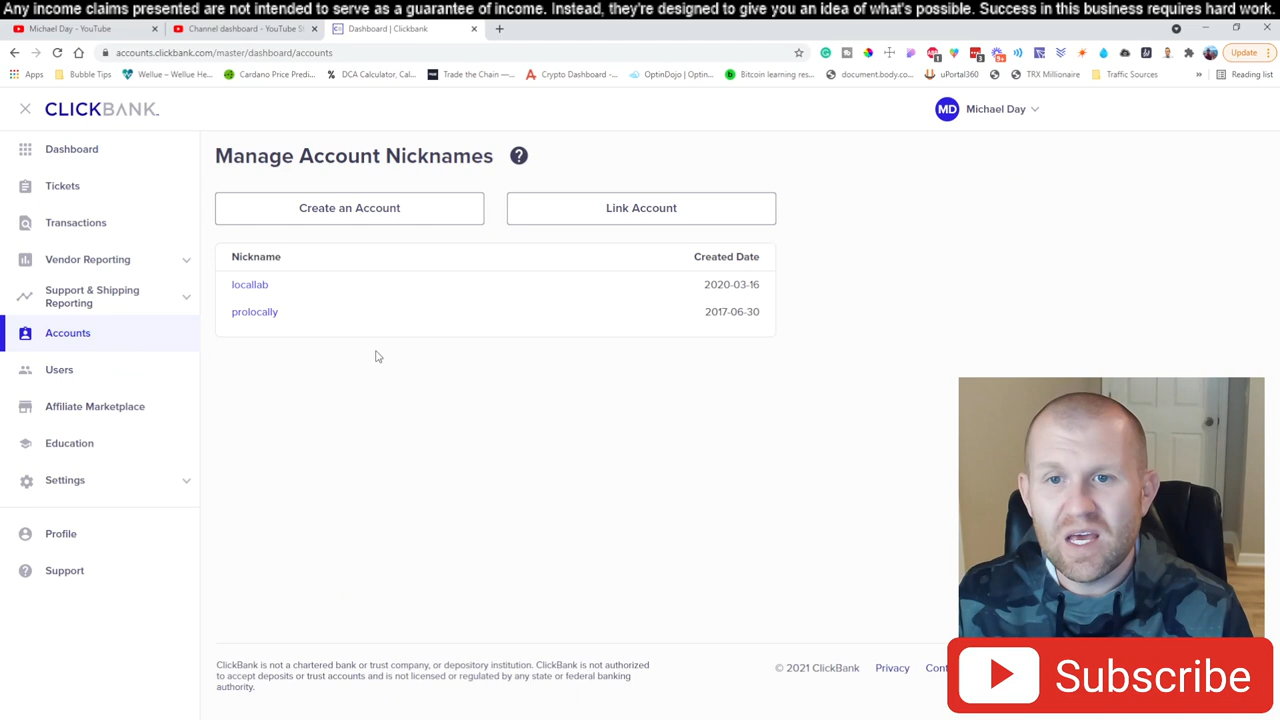 Any income claims presented are not intended to serve as a guarantee of income. Instead, they're designed to give you an idea of what's possible. Success in this business requires hard work.
Michael Day - YouTube
Channel dashboard - YouTube St
Dashboard | Clickbank
accounts.clickbank.com/master/dashboard/accounts
Update
Apps
Bubble Tips
Wellue – Wellue He...
Cardano Price Predi...
DCA Calculator, Cal...
Trade the Chain —...
Crypto Dashboard -...
OptinDojo | Optin...
Bitcoin learning res...
document.body.co...
uPortal360
TRX Millionaire
Traffic Sources
»
Reading list
CLICKBANK
MD
Michael Day
Dashboard
Tickets
Transactions
Vendor Reporting
Support & Shipping
Reporting
Accounts
Users
Affiliate Marketplace
Education
Settings
Profile
Support
Manage Account Nicknames
?
Create an Account
Link Account
Nickname
Created Date
locallab
2020-03-16
prolocally
2017-06-30
ClickBank is not a chartered bank or trust company, or depository institution. ClickBank is not authorized
to accept deposits or trust accounts and is not licensed or regulated by any state or federal banking
authority.
© 2021 ClickBank
Privacy
Cont
Subscribe